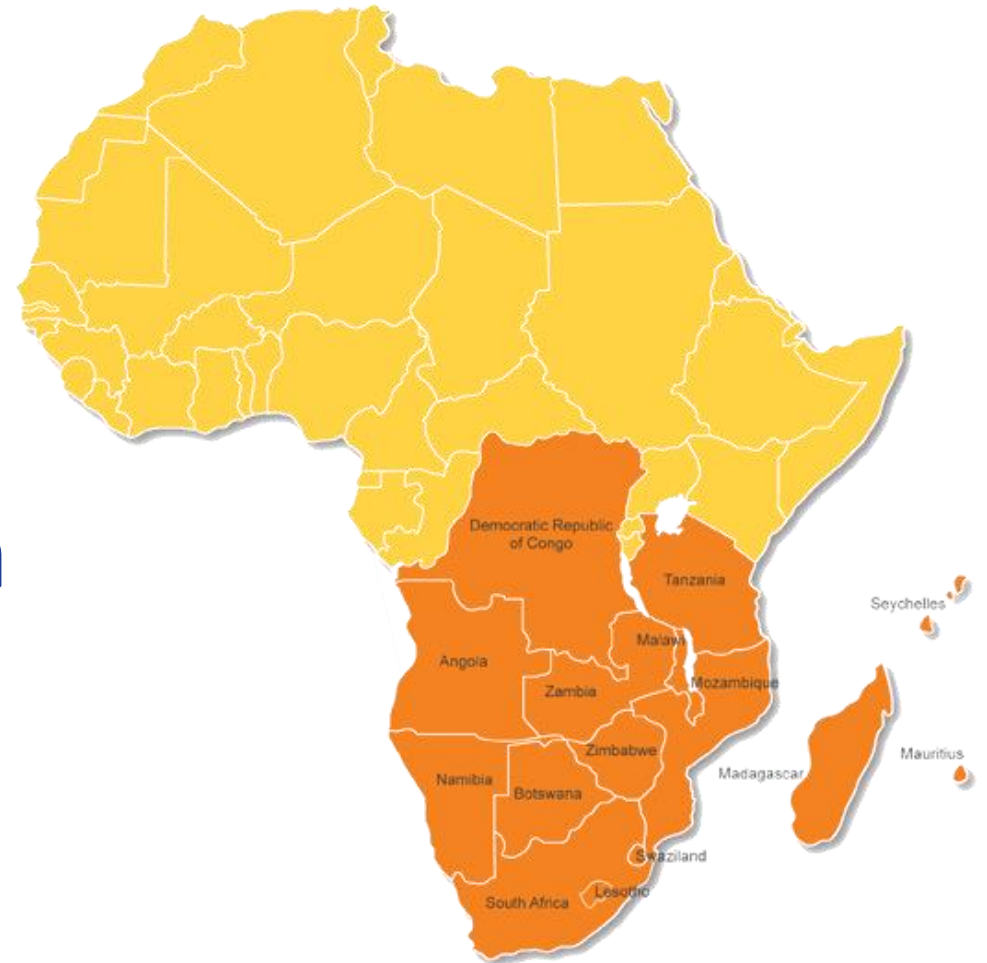 Democratic Republic
of Congo
Tanzania
Seychelles
Malawi
Angola
Mozambique
Zambia
Zimbabwe
Mauritius
Madagascar
Namibia
Botswana
Swaziland
Lesotho
South Africa